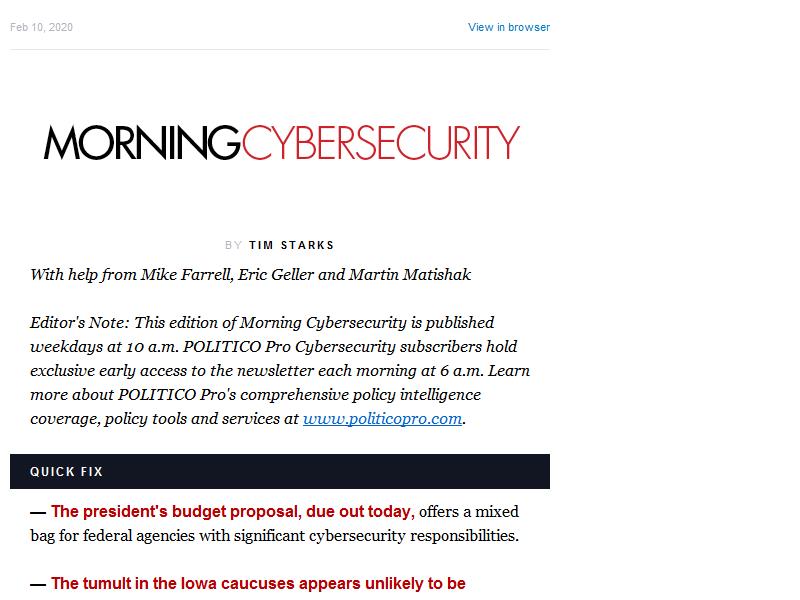 Feb 10, 2020 View in browser
MORNINGCYBERSECURITY
BY TIM STARKS
With help from Mike Farrell, Eric Geller and Martin Matishak
Editor's Note: This edition of Morning Cybersecurity is published
weekdays at 10 a.m. POLITICO Pro Cybersecurity subscribers hold
exclusive early access to the newsletter each morning at 6 a.m. Learn
more about POLITICO Pro's comprehensive policy intelligence
coverage, policy tools and services at www.politicopro.com.
QUICK FIX
— The president's budget proposal, due out today, offers a mixed
bag for federal agencies with significant cybersecurity responsibilities.
— The tumult in the Iowa caucuses appears unlikely to be